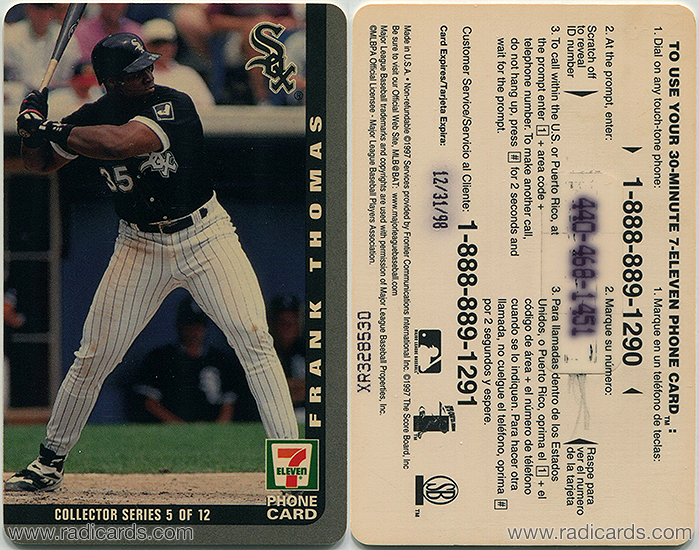 Sox
®
35
FRANK THOMAS
7
ELEVEN
PHONE
CARD
COLLECTOR SERIES 5 OF 12
www.radicards.com
TO USE YOUR 30-MINUTE 7-ELEVEN PHONE CARD™:
1. Dial on any touch-tone phone:
1. Marque en un teléfono de teclas:
1-888-889-1290
2. At the prompt, enter:
2. Marque su número:
Scratch off
to reveal
ID number
440-468-1451
Raspe para
ver el número
de la tarjeta
3. To call within the U.S. or Puerto Rico, at
the prompt enter 1 + area code +
telephone number. To make another call,
do not hang up, press # for 2 seconds and
wait for the prompt.
3. Para llamadas dentro de los Estados
Unidos, o Puerto Rico, oprima el 1 + el
código de área + el número de teléfono
cuando se lo indiquen. Para hacer otra
llamada, no cuelgue el teléfono, oprima #
por 2 segundos y espere.
Customer Service/Servicio al Cliente: 1-888-889-1291
Card Expires/Tarjeta Expira: 12/31/98
Made in U.S.A. • Non-refundable ©1997 Services provided by Frontier Communications International Inc. ©1997 The Score Board, Inc.
Be sure to visit our Official Web Site, MLB@BAT: www.majorleaguebaseball.com
Major League Baseball trademarks and copyrights are used with permission of Major League Baseball Properties, Inc.
©MLBPA Official Licensee - Major League Baseball Players Association.
XR328530
SB
TM
www.radicards.com